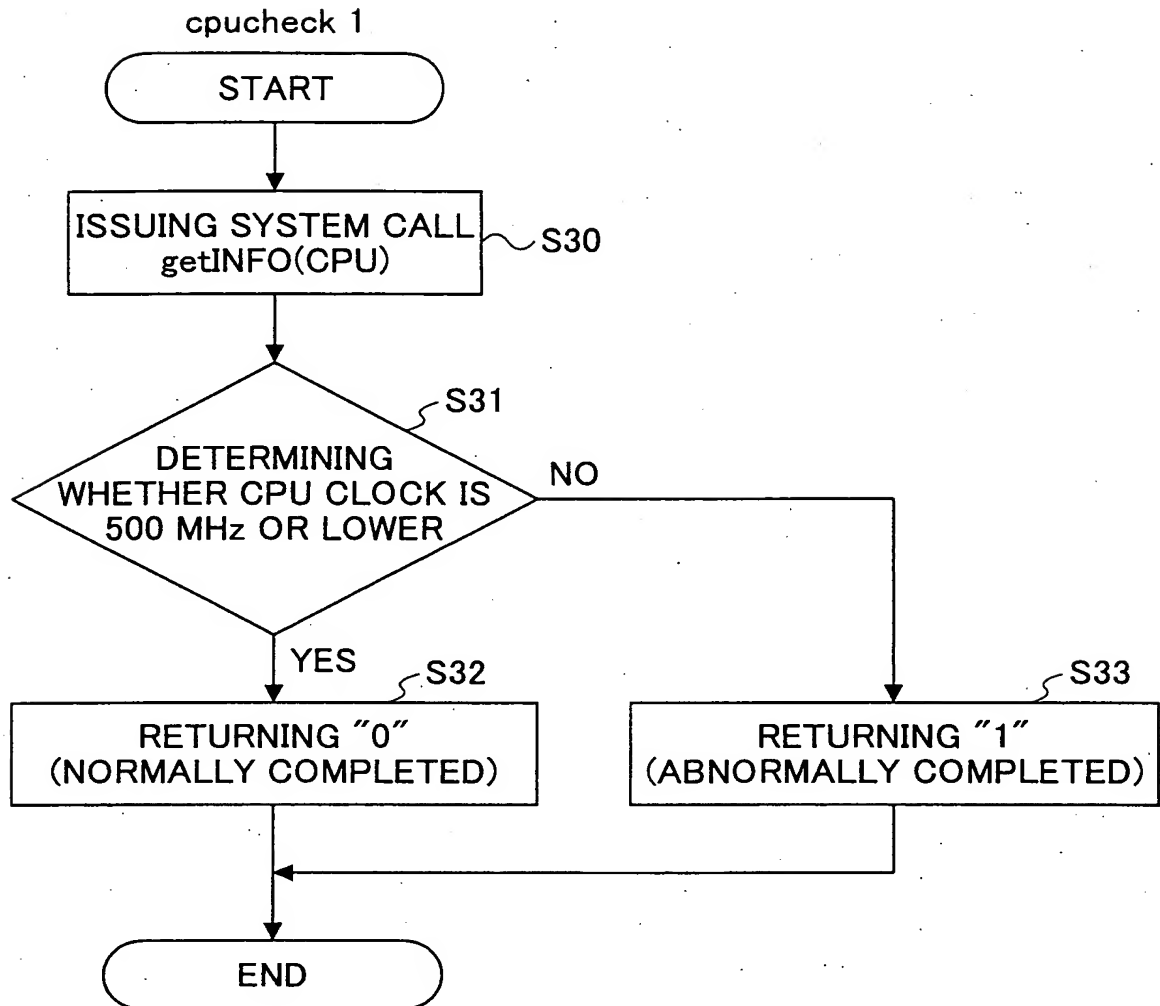 cpucheck 1
START
ISSUING SYSTEM CALL
getINFO(CPU)
S30
S31
DETERMINING
WHETHER CPU CLOCK IS
500 MHz OR LOWER
NO
YES
S32
RETURNING "0"
(NORMALLY COMPLETED)
S33
RETURNING "1"
(ABNORMALLY COMPLETED)
END